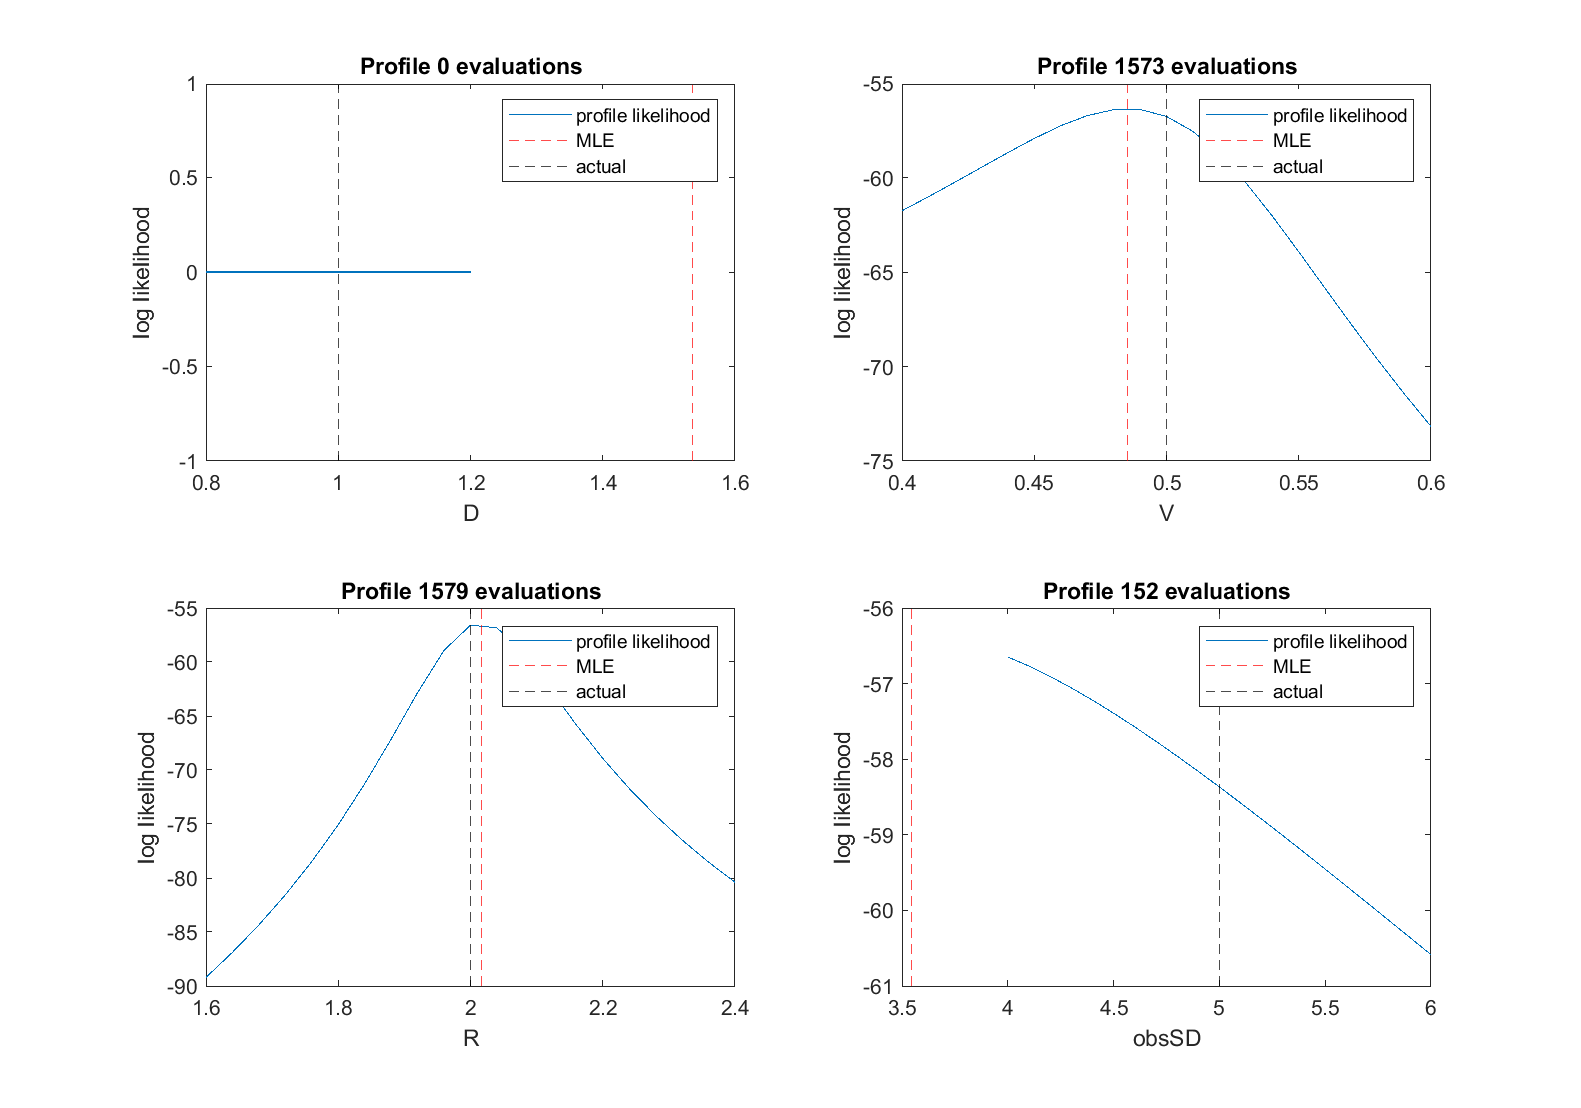 Profile 0 evaluations
1
0.5
0
-0.5
-1
log likelihood
0.8
1
1.2
1.4
1.6
D
profile likelihood
MLE
actual
Profile 1573 evaluations
-55
-60
-65
-70
-75
log likelihood
0.4
0.45
0.5
0.55
0.6
V
profile likelihood
MLE
actual
Profile 1579 evaluations
-55
-60
-65
-70
-75
-80
-85
-90
log likelihood
1.6
1.8
2
2.2
2.4
R
profile likelihood
MLE
actual
Profile 152 evaluations
-56
-57
-58
-59
-60
-61
log likelihood
3.5
4
4.5
5
5.5
6
obsSD
profile likelihood
MLE
actual